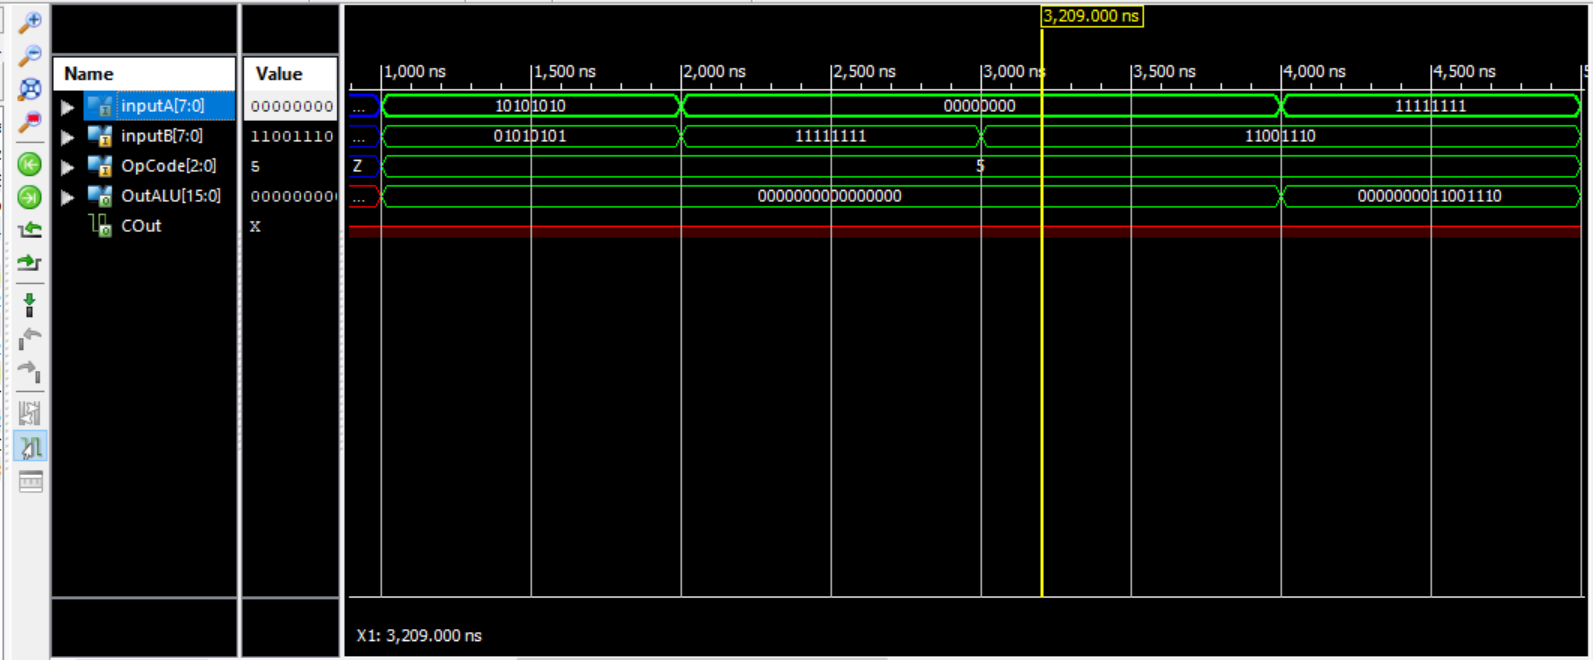 3,209.000 ns
Name Value 1,000 ns 1,500 ns 2,000 ns 2,500 ns 3,000 ns 3,500 ns 4,000 ns 4,500 ns
inputA[7:0] 00000000 ... 10101010 00000000 11111111
inputB[7:0] 11001110 ... 01010101 11111111 11001110
OpCode[2:0] 5 Z 5
OutALU[15:0] 000000000 ... 0000000000000000 0000000011001110
COut X
X1: 3,209.000 ns